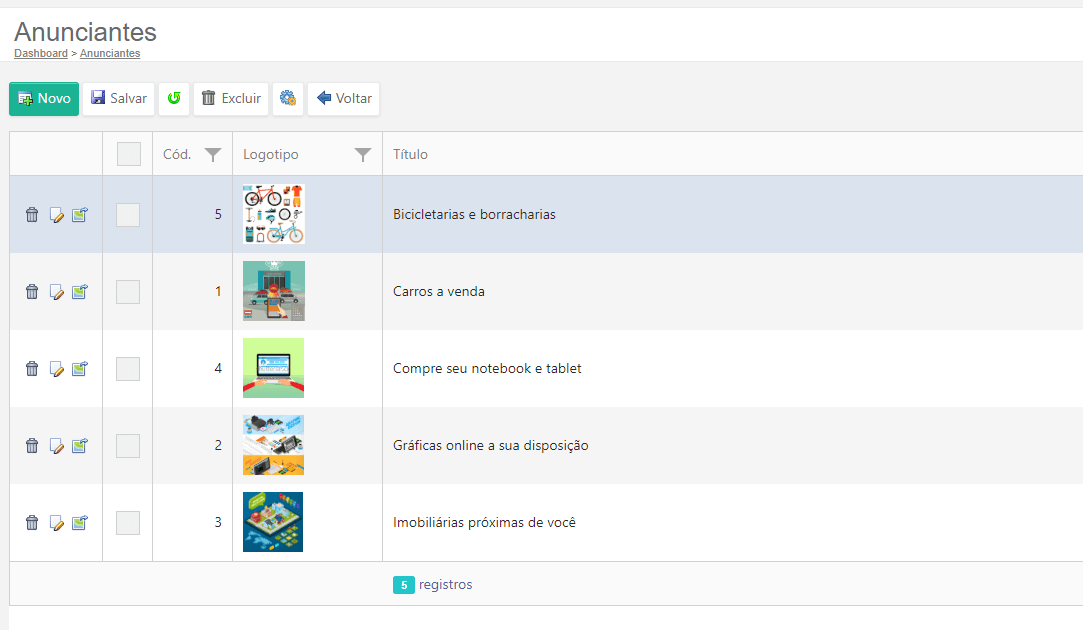 Anunciantes
Dashboard > Anunciantes
Novo Salvar Excluir Voltar
Cód. Logotipo Título
5 Bicicletarias e borracharias
1 Carros a venda
4 Compre seu notebook e tablet
2 Gráficas online a sua disposição
3 Imobiliárias próximas de você
5 registros